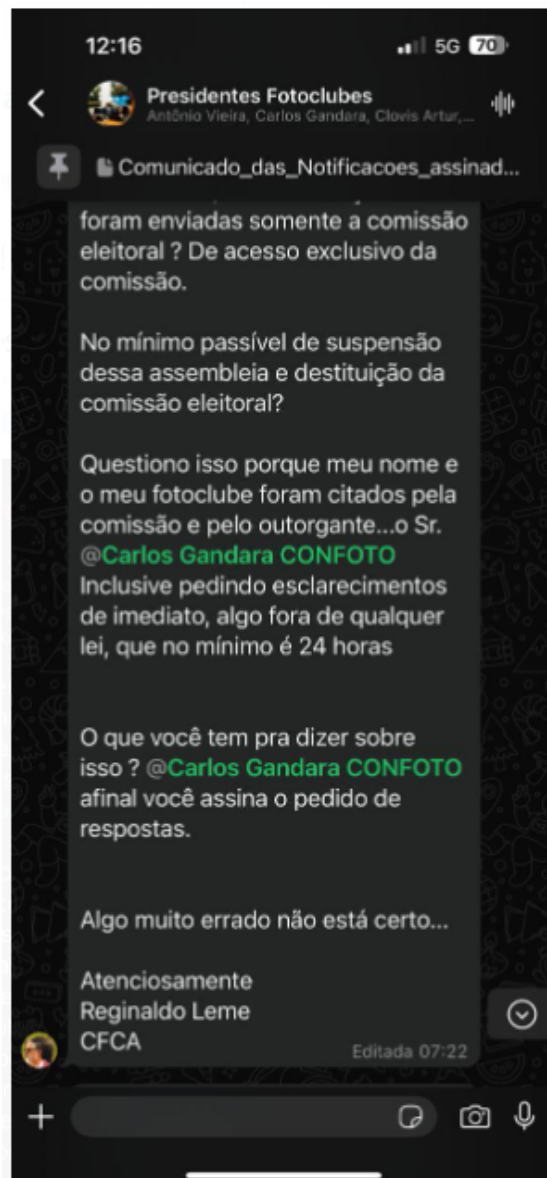 12:16
5G 70
Presidentes Fotoclubes
Antônio Vieira, Carlos Gandara, Clovis Artur,...
Comunicado_das_Notificacoes_assinad...
foram enviadas somente a comissão
eleitoral ? De acesso exclusivo da
comissão.
No mínimo passível de suspensão
dessa assembleia e destituição da
comissão eleitoral?
Questiono isso porque meu nome e
o meu fotoclube foram citados pela
comissão e pelo outorgante...o Sr.
@Carlos Gandara CONFOTO
Inclusive pedindo esclarecimentos
de imediato, algo fora de qualquer
lei, que no mínimo é 24 horas
O que você tem pra dizer sobre
isso ? @Carlos Gandara CONFOTO
afinal você assina o pedido de
respostas.
Algo muito errado não está certo...
Atenciosamente
Reginaldo Leme
CFCA
Editada 07:22